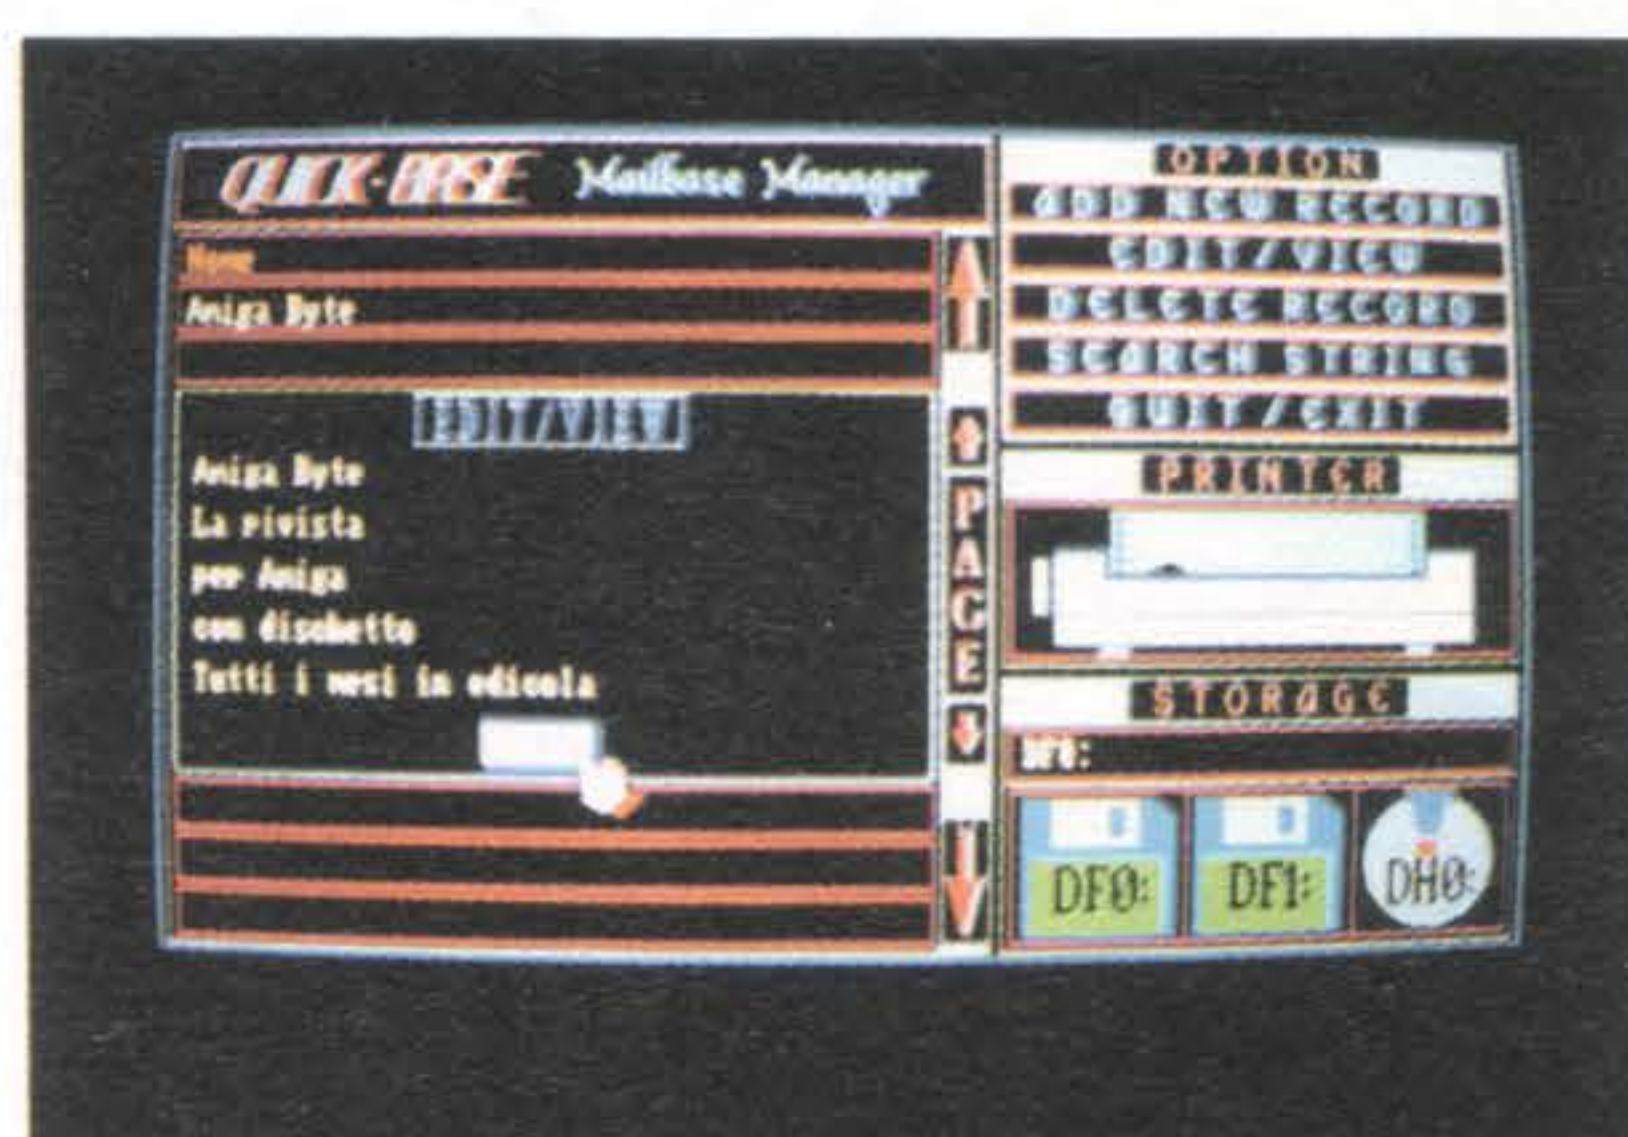 QUICK-BASE Mailbase Manager
Name
Amiga Byte
EDIT/VIEW
Amiga Byte
La rivista
per Amiga
con dischetto
Tutti i mesi in edicola
PAGE
OPTION
ADD NEW RECORD
EDIT/VIEW
DELETE RECORD
SEARCH STRING
QUIT/EXIT
PRINTER
STORAGE
DF0:
DF0: DF1: DH0: